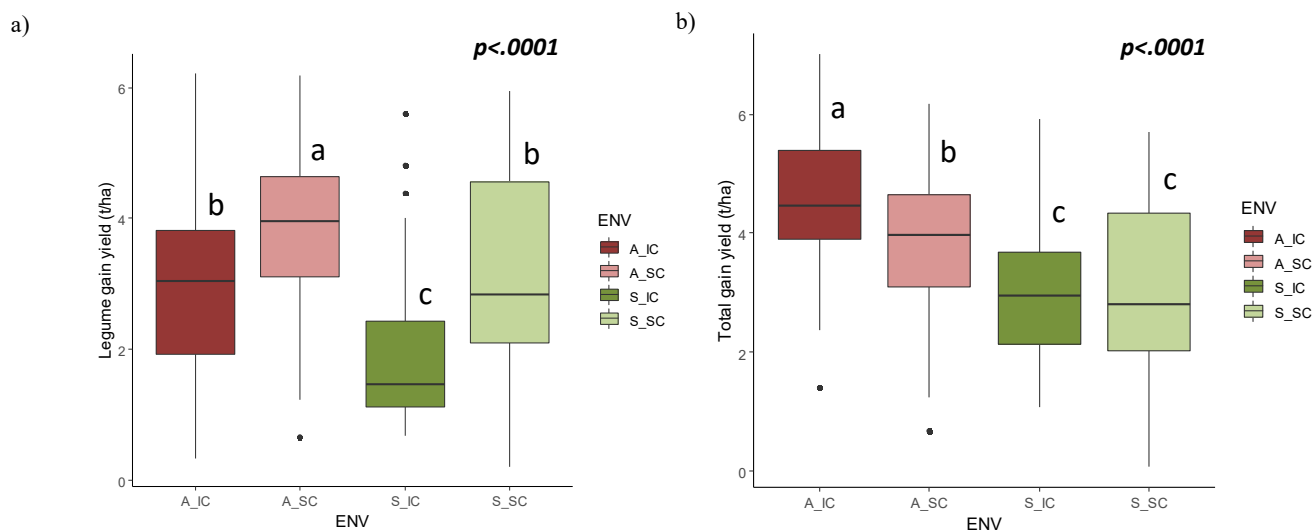 a)
p<.0001
6
4
2
0
Legume gain yield (t/ha)
b
a
c
b
A_IC
A_SC
S_IC
S_SC
ENV
ENV
A_IC
A_SC
S_IC
S_SC
b)
p<.0001
6
4
2
0
Total gain yield (t/ha)
a
b
c
c
A_IC
A_SC
S_IC
S_SC
ENV
ENV
A_IC
A_SC
S_IC
S_SC